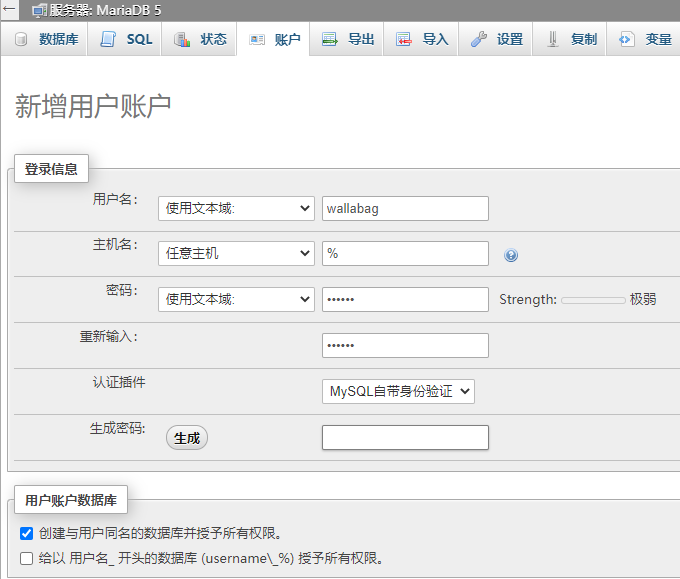 服务器: MariaDB 5
数据库 SQL 状态 账户 导出 导入 设置 复制 变量
新增用户账户
登录信息
用户名: 使用文本域: wallabag
主机名: 任意主机 %
密码: 使用文本域: •••••• Strength: 极弱
重新输入: ••••••
认证插件 MySQL自带身份验证
生成密码: 生成
用户账户数据库
创建与用户同名的数据库并授予所有权限。
给以 用户名_ 开头的数据库 (username\_%) 授予所有权限。